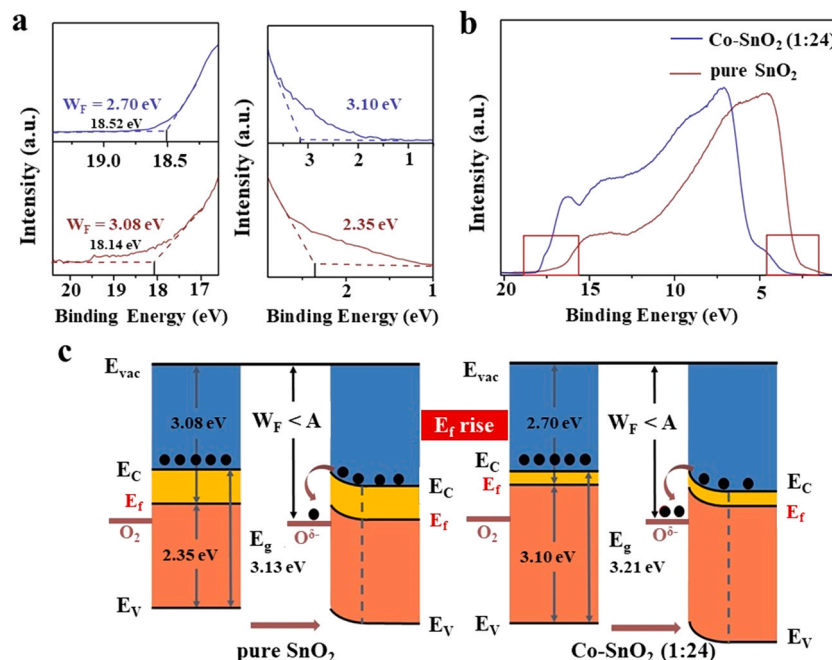 a
Intensity (a.u.)
W_F = 2.70 eV
18.52 eV
19.0 18.5
W_F = 3.08 eV
18.14 eV
20 19 18 17
Binding Energy (eV)
Intensity (a.u.)
3.10 eV
3 2 1
2.35 eV
2 1
Binding Energy (eV)
b
Intensity (a.u.)
Co-SnO₂ (1:24)
pure SnO₂
20 15 10 5
Binding Energy (eV)
c
E_vac
3.08 eV
E_C
E_f
O₂
2.35 eV
E_V
W_F < A
O^δ-
E_g
3.13 eV
E_C
E_f
E_V
pure SnO₂
E_f rise
E_vac
2.70 eV
E_C
E_f
O₂
3.10 eV
E_V
W_F < A
O^δ-
E_g
3.21 eV
E_C
E_f
E_V
Co-SnO₂ (1:24)